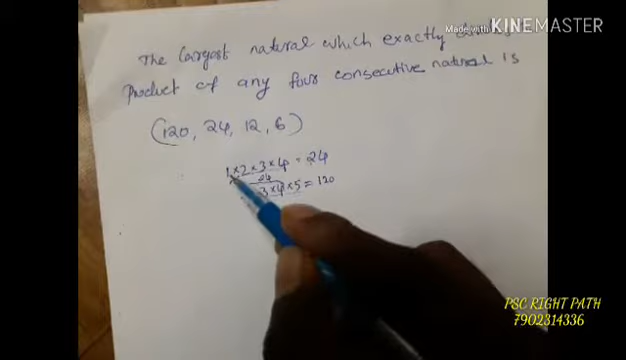 Made with KINEMASTER
The largest natural which exactly
Product of any four consecutive natural is
(120, 24, 12, 6)
1×2×3×4 = 24
24
3×4×5 = 120
PSC RIGHT PATH
7902314336